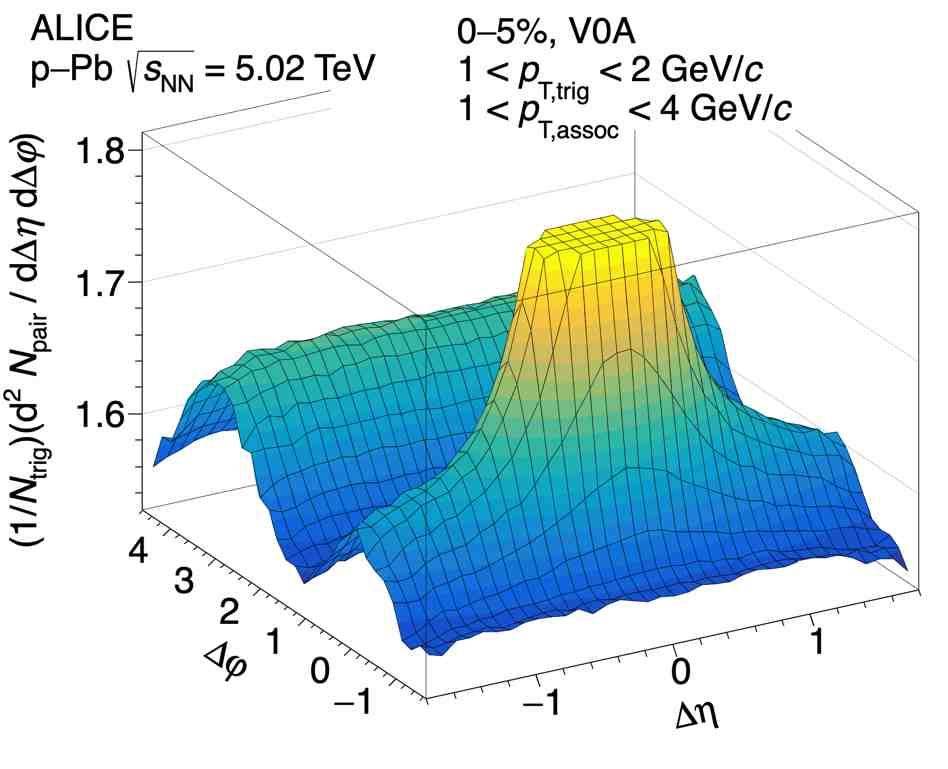 ALICE
p–Pb √sNN = 5.02 TeV
0–5%, V0A
1 < pT,trig < 2 GeV/c
1 < pT,assoc < 4 GeV/c
(1/Ntrig)(d² Npair / dΔη dΔφ)
1.8
1.7
1.6
4
3
2
1
0
−1
Δφ
−1
0
1
Δη